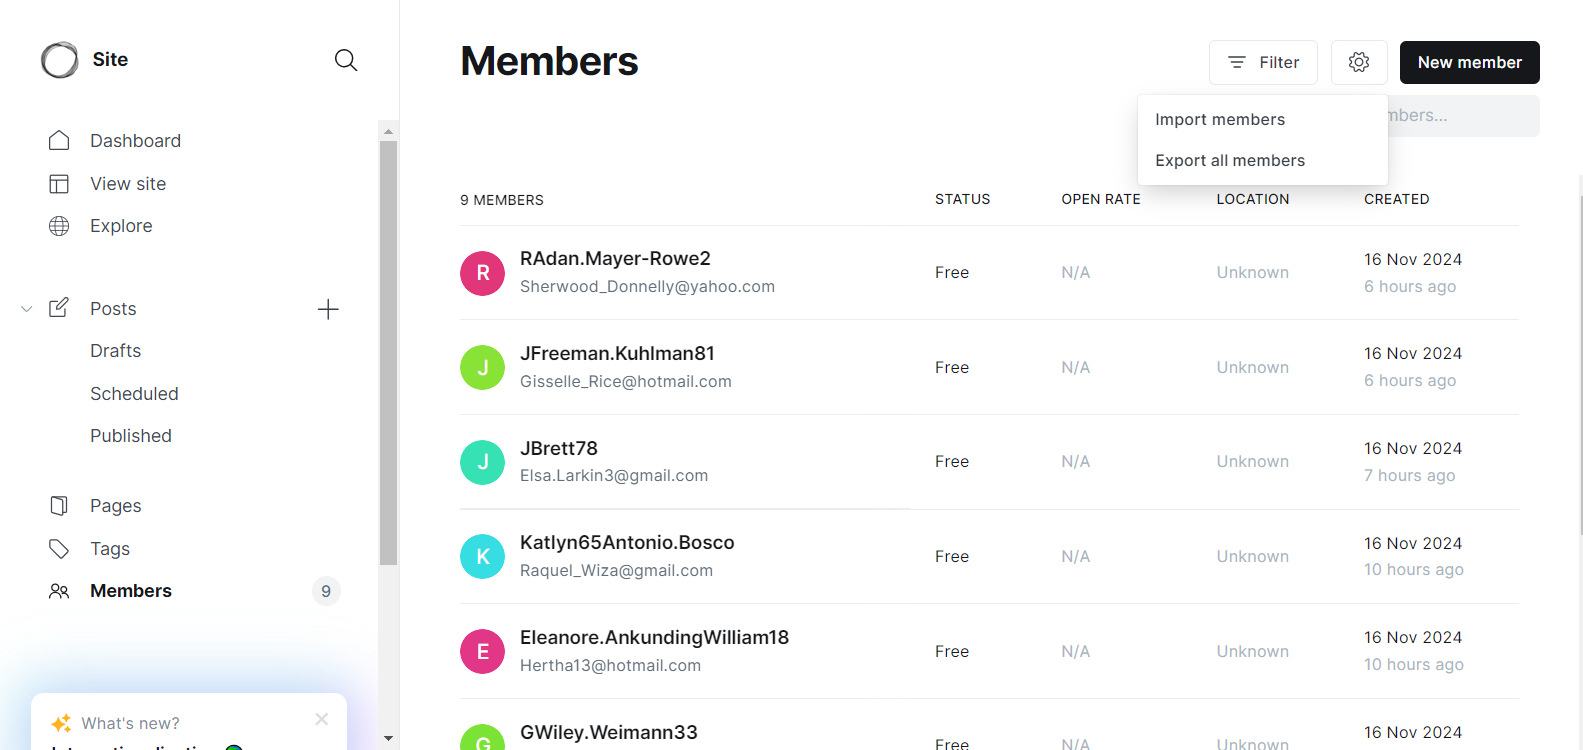 Site
Dashboard
View site
Explore
Posts
Drafts
Scheduled
Published
Pages
Tags
Members
9
What's new?
Members
Filter
New member
Import members
Export all members
9 MEMBERS
STATUS
OPEN RATE
LOCATION
CREATED
R
RAdan.Mayer-Rowe2
Sherwood_Donnelly@yahoo.com
Free
N/A
Unknown
16 Nov 2024
6 hours ago
J
JFreeman.Kuhlman81
Gisselle_Rice@hotmail.com
Free
N/A
Unknown
16 Nov 2024
6 hours ago
J
JBrett78
Elsa.Larkin3@gmail.com
Free
N/A
Unknown
16 Nov 2024
7 hours ago
K
Katlyn65Antonio.Bosco
Raquel_Wiza@gmail.com
Free
N/A
Unknown
16 Nov 2024
10 hours ago
E
Eleanore.AnkundingWilliam18
Hertha13@hotmail.com
Free
N/A
Unknown
16 Nov 2024
10 hours ago
G
GWiley.Weimann33
Free
N/A
Unknown
16 Nov 2024